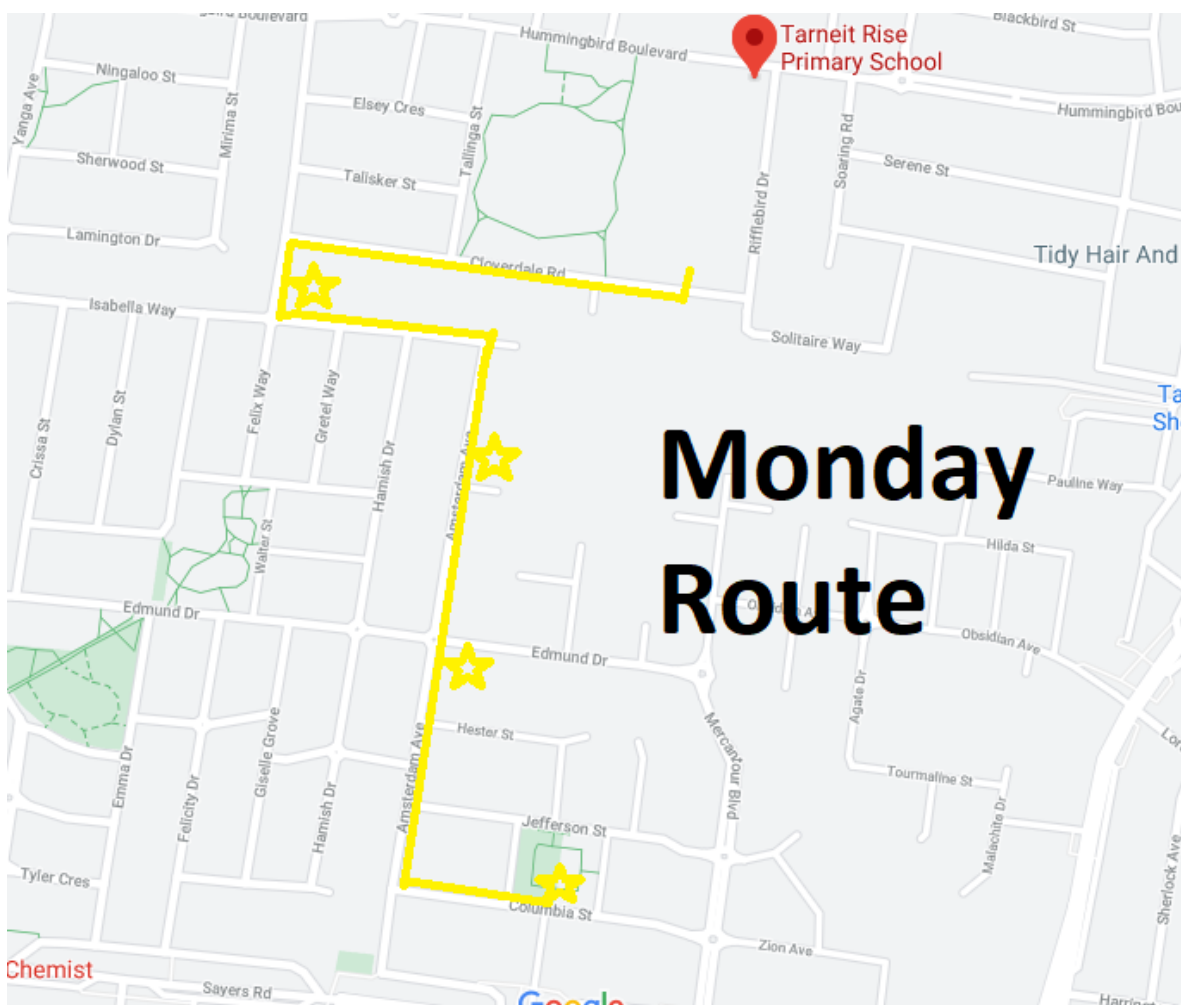 Boulevard
Hummingbird Boulevard
Blackbird St
Tarneit Rise
Primary School
Ningaloo St
Yanga Ave
Mirima St
Elsey Cres
Tallinga St
Hummingbird Bou
Sherwood St
Talisker St
Rifflebird Dr
Soaring Rd
Serene St
Lamington Dr
Cloverdale Rd
Tidy Hair And
Isabella Way
Solitaire Way
Crissa St
Dylan St
Felix Way
Gretel Way
Hamish Dr
Amsterdam Ave
Ta
Sh
Monday
Route
Pauline Way
Hilda St
Walter St
Edmund Dr
Edmund Dr
Obsidian Ave
Obsidian Ave
Agate Dr
Lon
Hester St
Mercantour Blvd
Emma Dr
Felicity Dr
Giselle Grove
Hamish Dr
Amsterdam Ave
Tourmaline St
Malachite Dr
Jefferson St
Tyler Cres
Columbia St
Zion Ave
Sherlock Ave
Chemist
Sayers Rd
Google
Harring